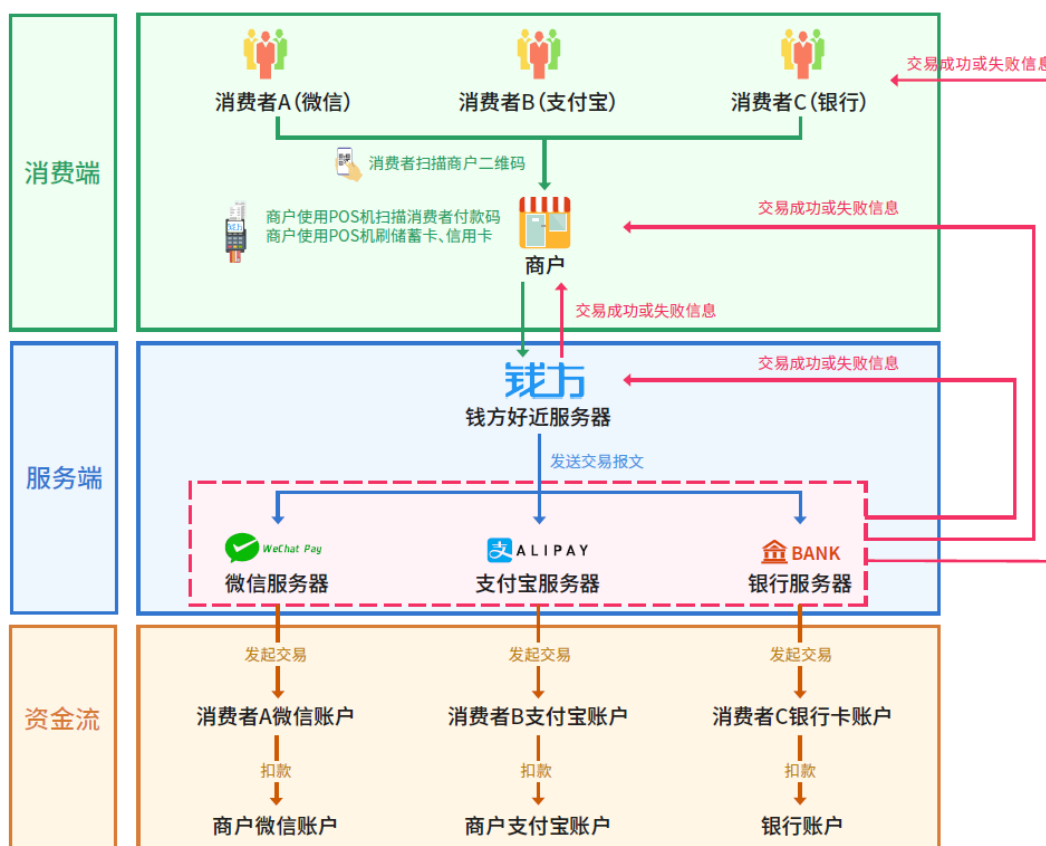 消费端
消费者A(微信)
消费者B(支付宝)
消费者C(银行)
交易成功或失败信息
消费者扫描商户二维码
商户使用POS机扫描消费者付款码
商户使用POS机刷储蓄卡、信用卡
交易成功或失败信息
商户
交易成功或失败信息
服务端
钱方
交易成功或失败信息
钱方好近服务器
发送交易报文
WeChat Pay
ALIPAY
BANK
微信服务器
支付宝服务器
银行服务器
资金流
发起交易
发起交易
发起交易
消费者A微信账户
消费者B支付宝账户
消费者C银行卡账户
扣款
扣款
扣款
商户微信账户
商户支付宝账户
银行账户